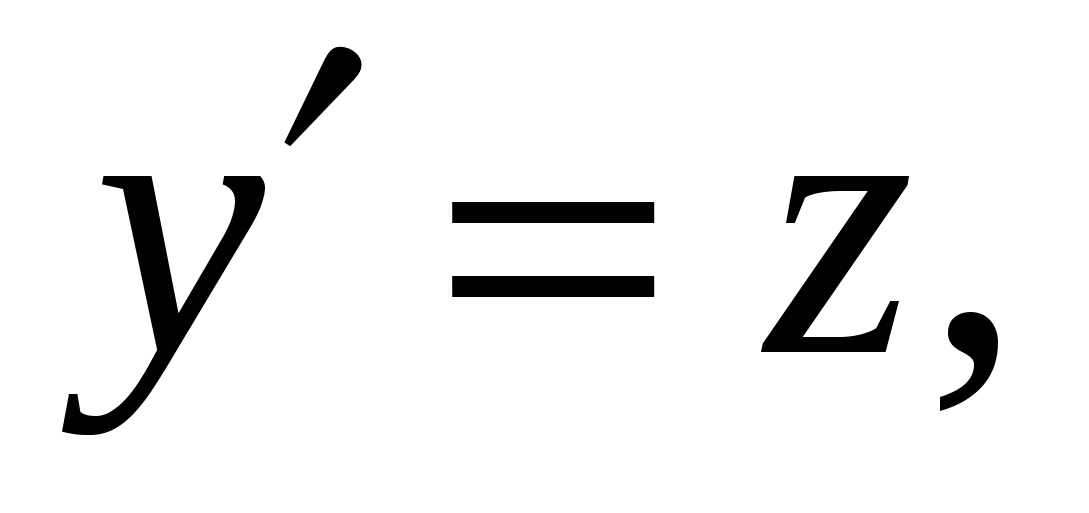 y′ = z,